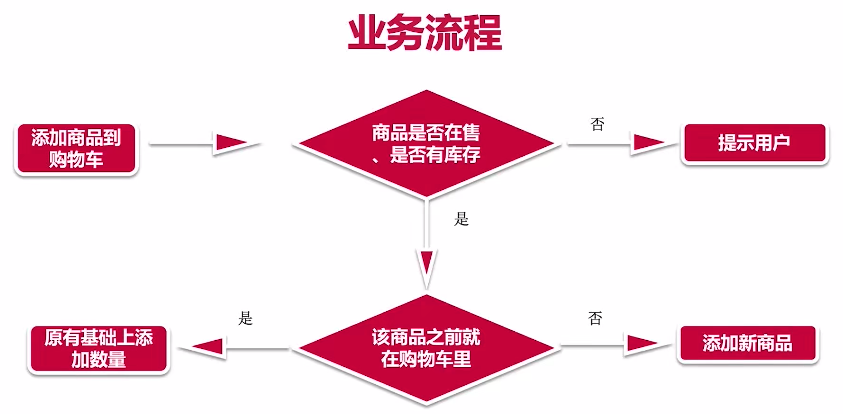 业务流程
添加商品到
购物车
商品是否在售
、是否有库存
否
提示用户
是
该商品之前就
在购物车里
是
原有基础上添
加数量
否
添加新商品